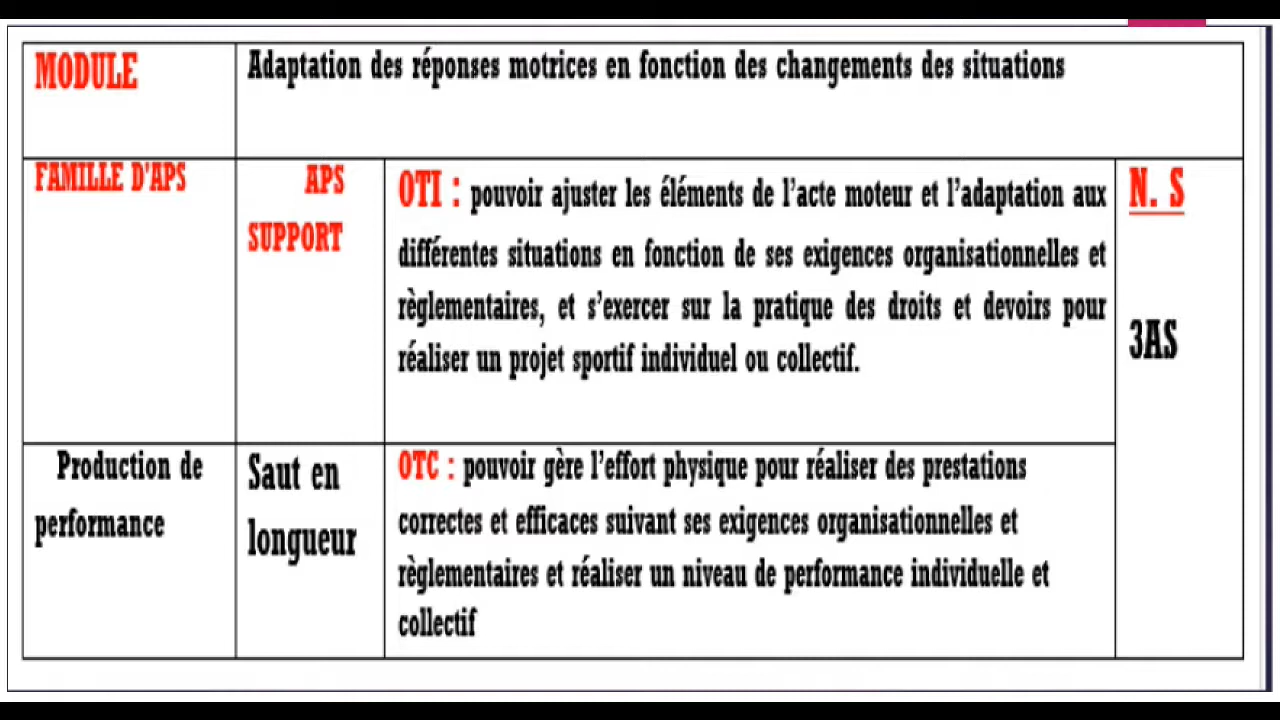 MODULE
Adaptation des réponses motrices en fonction des changements des situations
FAMILLE D'APS
APS
SUPPORT
OTI : pouvoir ajuster les éléments de l'acte moteur et l'adaptation aux
différentes situations en fonction de ses exigences organisationnelles et
règlementaires, et s'exercer sur la pratique des droits et devoirs pour
réaliser un projet sportif individuel ou collectif.
N. S
3AS
Production de
performance
Saut en
longueur
OTC : pouvoir gère l'effort physique pour réaliser des prestations
correctes et efficaces suivant ses exigences organisationnelles et
règlementaires et réaliser un niveau de performance individuelle et
collectif